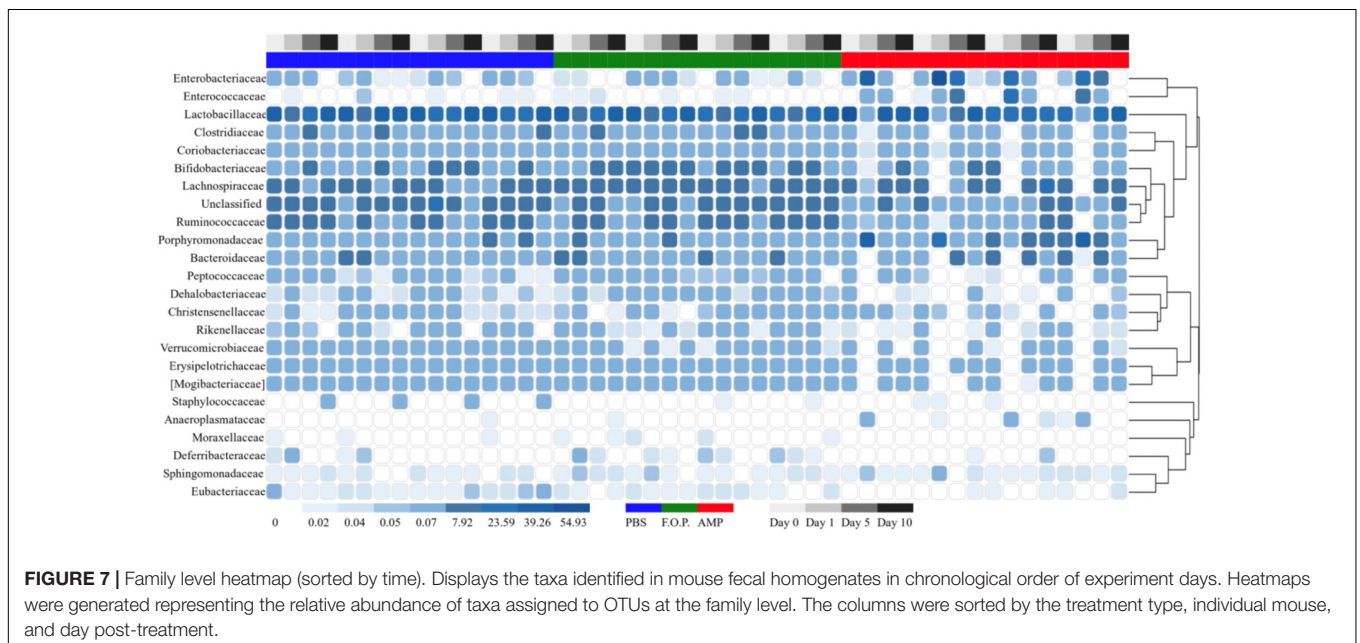 Enterobacteriaceae
Enterococcaceae
Lactobacillaceae
Clostridiaceae
Coriobacteriaceae
Bifidobacteriaceae
Lachnospiraceae
Unclassified
Ruminococcaceae
Porphyromonadaceae
Bacteroidaceae
Peptococcaceae
Dehalobacteriaceae
Christensenellaceae
Rikenellaceae
Verrucomicrobiaceae
Erysipelotrichaceae
[Mogibacteriaceae]
Staphylococcaceae
Anaeroplasmataceae
Moraxellaceae
Deferribacteraceae
Sphingomonadaceae
Eubacteriaceae
0 0.02 0.04 0.05 0.07 7.92 23.59 39.26 54.93 PBS F.O.P. AMP Day 0 Day 1 Day 5 Day 10
FIGURE 7 | Family level heatmap (sorted by time). Displays the taxa identified in mouse fecal homogenates in chronological order of experiment days. Heatmaps
were generated representing the relative abundance of taxa assigned to OTUs at the family level. The columns were sorted by the treatment type, individual mouse,
and day post-treatment.